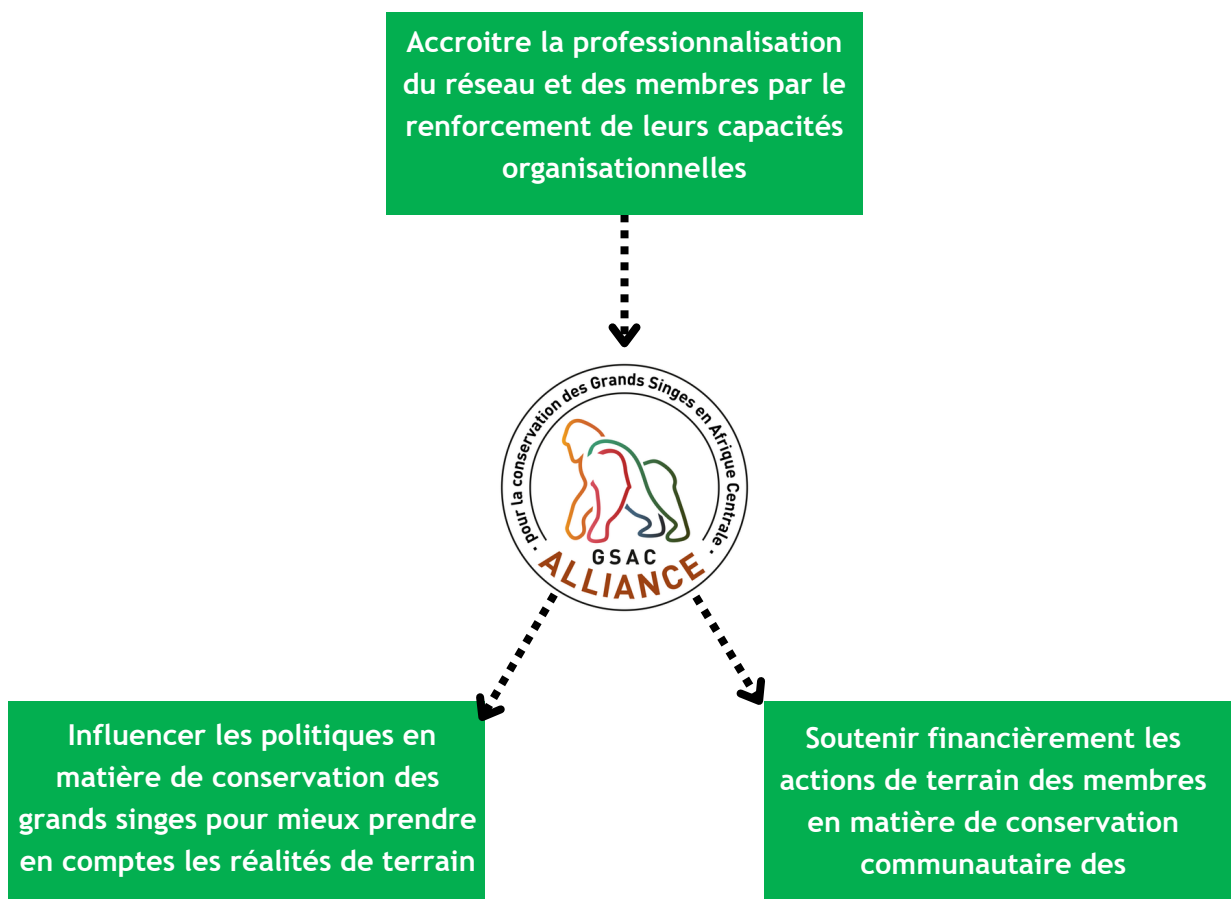 Accroitre la professionnalisation
du réseau et des membres par le
renforcement de leurs capacités
organisationnelles
· pour la conservation des Grands Singes en Afrique Centrale ·
GSAC
ALLIANCE
Influencer les politiques en
matière de conservation des
grands singes pour mieux prendre
en comptes les réalités de terrain
Soutenir financièrement les
actions de terrain des membres
en matière de conservation
communautaire des